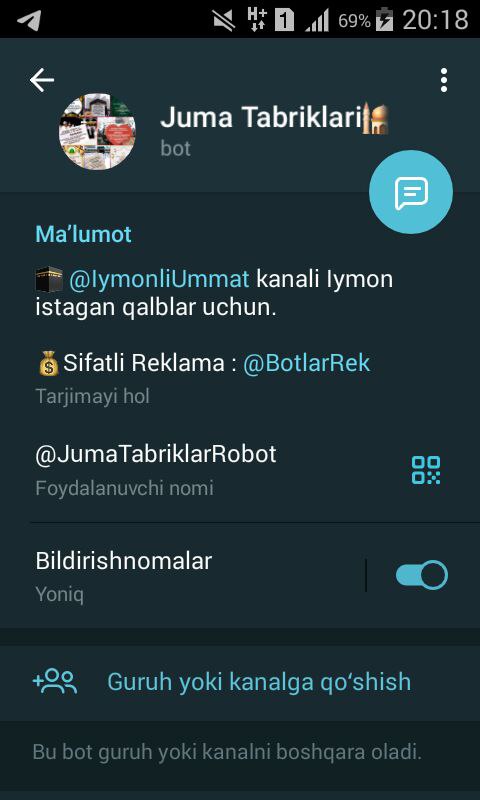 1 69% 20:18
Juma Tabriklari🕌
bot
Ma’lumot
🕋 @IymonliUmmat kanali Iymon
istagan qalblar uchun.
💰Sifatli Reklama : @BotlarRek
Tarjimayi hol
@JumaTabriklarRobot
Foydalanuvchi nomi
Bildirishnomalar
Yoniq
Guruh yoki kanalga qo‘shish
Bu bot guruh yoki kanalni boshqara oladi.